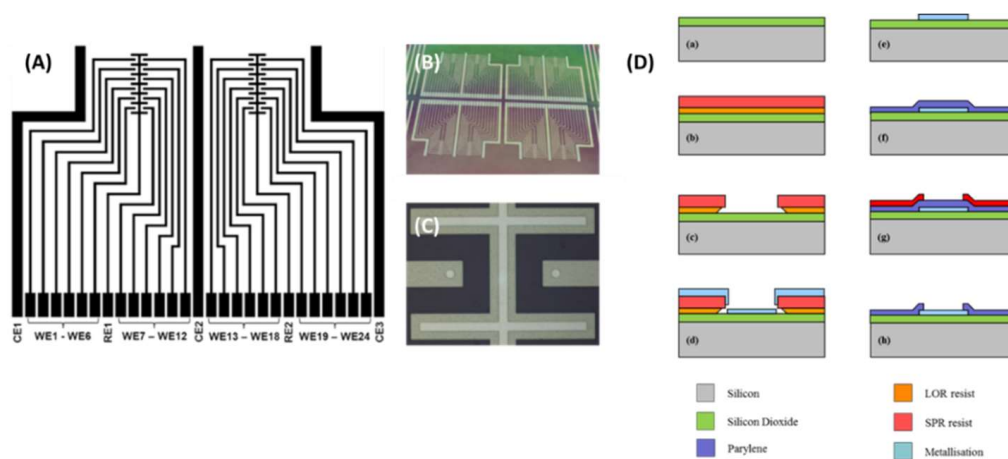 (A)
CE1
WE1 - WE6
RE1
WE7 – WE12
CE2
WE13 – WE18
RE2
WE19 – WE24
CE3
(B)
(C)
(D)
(a)
(b)
(c)
(d)
(e)
(f)
(g)
(h)
Silicon
Silicon Dioxide
Parylene
LOR resist
SPR resist
Metallisation